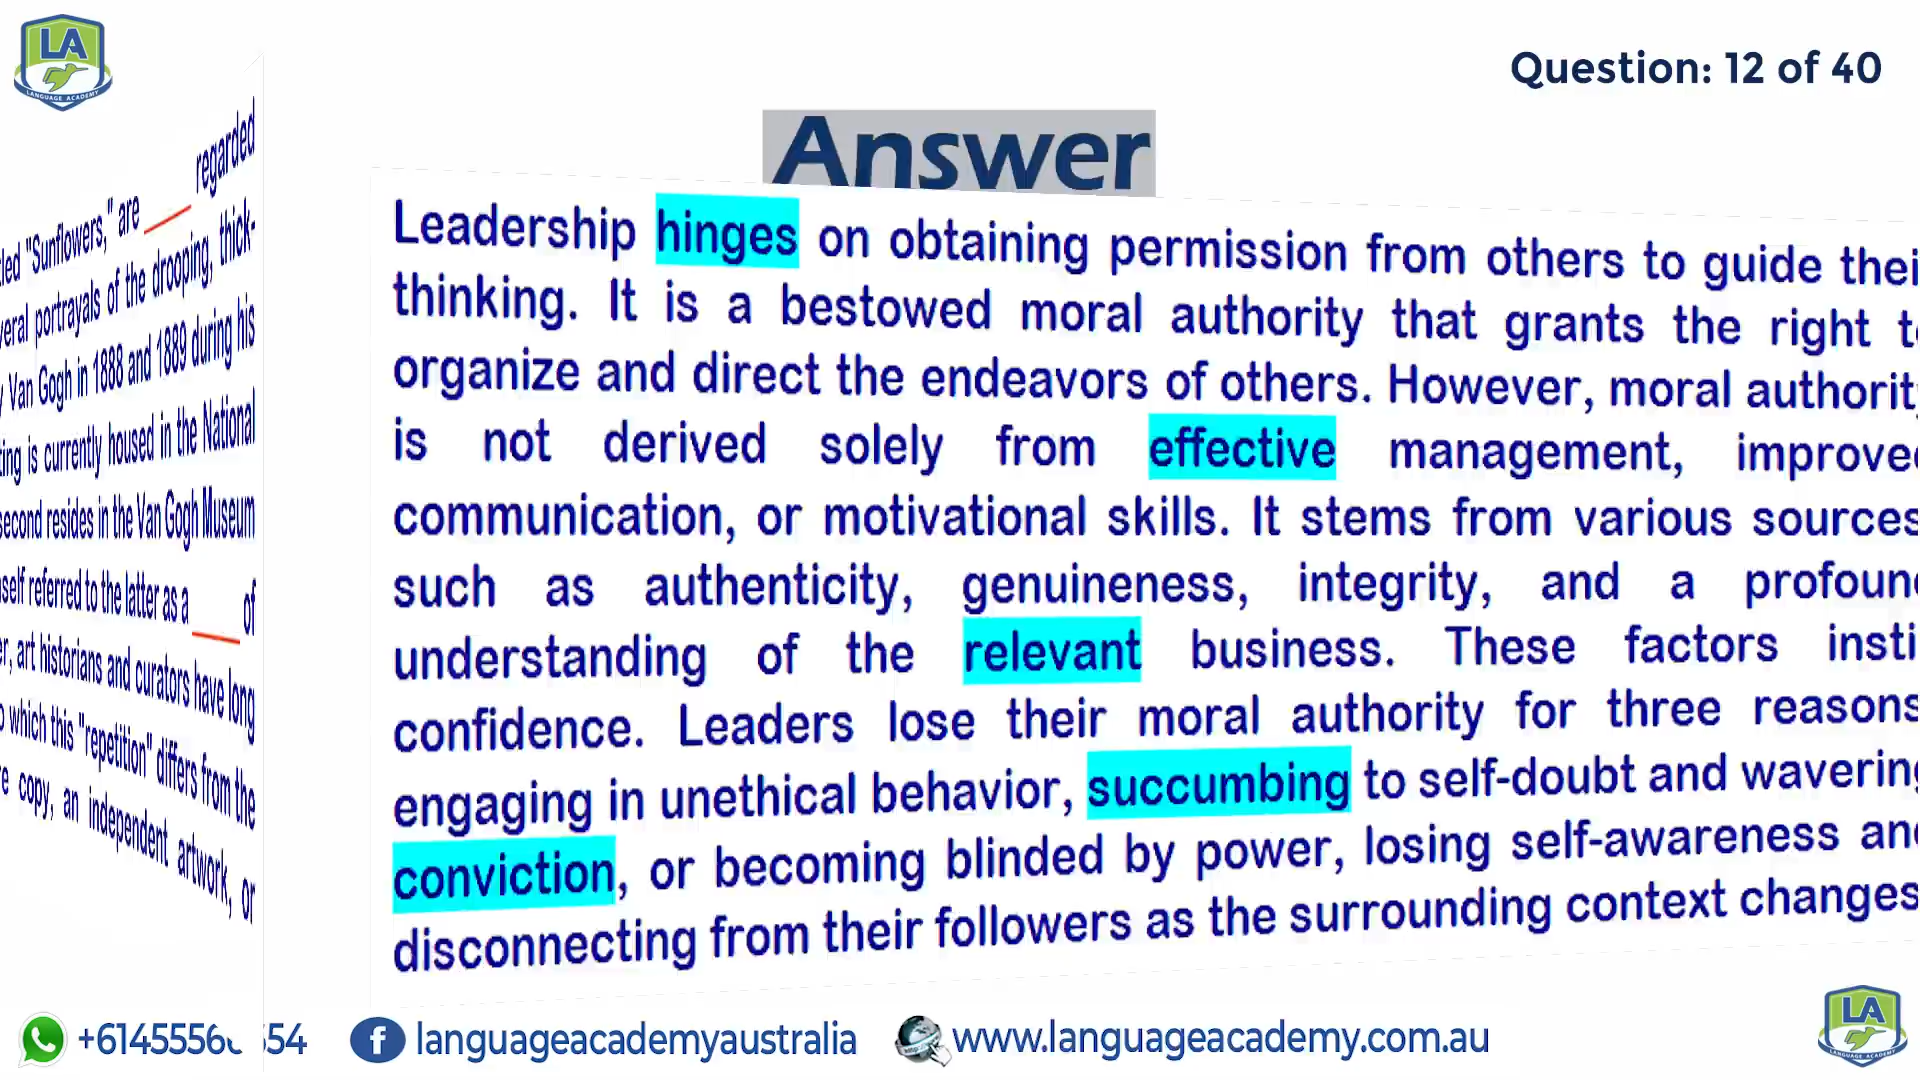 LA
LANGUAGE ACADEMY
Question: 12 of 40
Answer
"Sunflowers," are ____ regarded
portrayals of the drooping, thick-
Van Gogh in 1888 and 1889 during his
is currently housed in the National
second resides in the Van Gogh Museum
referred to the latter as a ____ of
art historians and curators have long
which this "repetition" differs from the
copy, an independent artwork, or
Leadership hinges on obtaining permission from others to guide
thinking. It is a bestowed moral authority that grants the right
organize and direct the endeavors of others. However, moral
is not derived solely from effective management,
communication, or motivational skills. It stems from various sources
such as authenticity, genuineness, integrity, and a
understanding of the relevant business. These factors
confidence. Leaders lose their moral authority for three reasons
engaging in unethical behavior, succumbing to self-doubt and
conviction, or becoming blinded by power, losing self-awareness
disconnecting from their followers as the surrounding context changes
languageacademyaustralia
www.languageacademy.com.au
LA
LANGUAGE ACADEMY